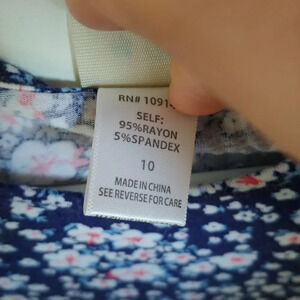 RN# 1091
SELF:
95%RAYON
5%SPANDEX
10
MADE IN CHINA
SEE REVERSE FOR CARE